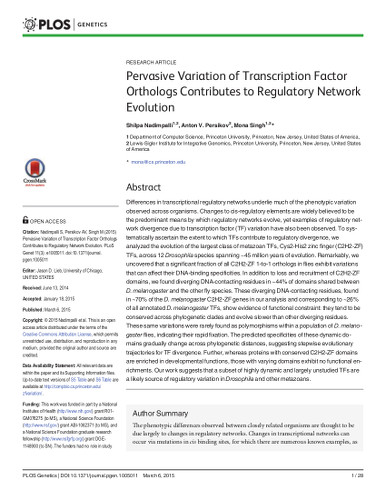 PLOS | GENETICS
RESEARCH ARTICLE
Pervasive Variation of Transcription Factor
Orthologs Contributes to Regulatory Network
Evolution
Shilpa Nadimpalli1,2, Anton V. Persikov2, Mona Singh1,2*
1 Department of Computer Science, Princeton University, Princeton, New Jersey, United States of America,
2 Lewis-Sigler Institute for Integrative Genomics, Princeton University, Princeton, New Jersey, United States
of America
* mona@cs.princeton.edu
Abstract
Differences in transcriptional regulatory networks underlie much of the phenotypic variation
observed across organisms. Changes to cis-regulatory elements are widely believed to be
the predominant means by which regulatory networks evolve, yet examples of regulatory net-
work divergence due to transcription factor (TF) variation have also been observed. To sys-
tematically ascertain the extent to which TFs contribute to regulatory divergence, we
analyzed the evolution of the largest class of metazoan TFs, Cys2-His2 zinc finger (C2H2-ZF)
TFs, across 12 Drosophila species spanning ~45 million years of evolution. Remarkably, we
uncovered that a significant fraction of all C2H2-ZF 1-to-1 orthologs in flies exhibit variations
that can affect their DNA-binding specificities. In addition to loss and recruitment of C2H2-ZF
domains, we found diverging DNA-contacting residues in ~44% of domains shared between
D. melanogaster and the other fly species. These diverging DNA-contacting residues, found
in ~70% of the D. melanogaster C2H2-ZF genes in our analysis and corresponding to ~26%
of all annotated D. melanogaster TFs, show evidence of functional constraint: they tend to be
conserved across phylogenetic clades and evolve slower than other diverging residues.
These same variations were rarely found as polymorphisms within a population of D. melano-
gaster flies, indicating their rapid fixation. The predicted specificities of these dynamic do-
mains gradually change across phylogenetic distances, suggesting stepwise evolutionary
trajectories for TF divergence. Further, whereas proteins with conserved C2H2-ZF domains
are enriched in developmental functions, those with varying domains exhibit no functional en-
richments. Our work suggests that a subset of highly dynamic and largely unstudied TFs are
a likely source of regulatory variation in Drosophila and other metazoans.
Author Summary
The phenotypic differences observed between closely related organisms are thought to be
due largely to changes in regulatory networks. Changes in transcriptional networks can
occur via mutations in cis binding sites, for which there are numerous known examples, as
CrossMark
OPEN ACCESS
Citation: Nadimpalli S, Persikov AV, Singh M (2015)
Pervasive Variation of Transcription Factor Orthologs
Contributes to Regulatory Network Evolution. PLoS
Genet 11(3): e1005011. doi:10.1371/journal.
pgen.1005011
Editor: Jason D. Lieb, University of Chicago,
UNITED STATES
Received: June 13, 2014
Accepted: January 18, 2015
Published: March 6, 2015
Copyright: © 2015 Nadimpalli et al. This is an open
access article distributed under the terms of the
Creative Commons Attribution License, which permits
unrestricted use, distribution, and reproduction in any
medium, provided the original author and source are
credited.
Data Availability Statement: All relevant data are
within the paper and its Supporting Information files.
Up-to-date versions of S5 Table and S8 Table are
available at http://compbio.cs.princeton.edu/
Funding: This work was funded in part by a National
Institutes of Health (http://www.nih.gov/) grant R01-
GM076275 (to MS), a National Science Foundation
(http://www.nsf.gov/) grant ABI-1062371 (to MS), and
a National Science Foundation graduate research
fellowship (http://www.nsfgrfp.org/) grant DGE-
1148900 (to SN). The funders had no role in study
PLOS Genetics | DOI:10.1371/journal.pgen.1005011 March 6, 2015
1 / 28